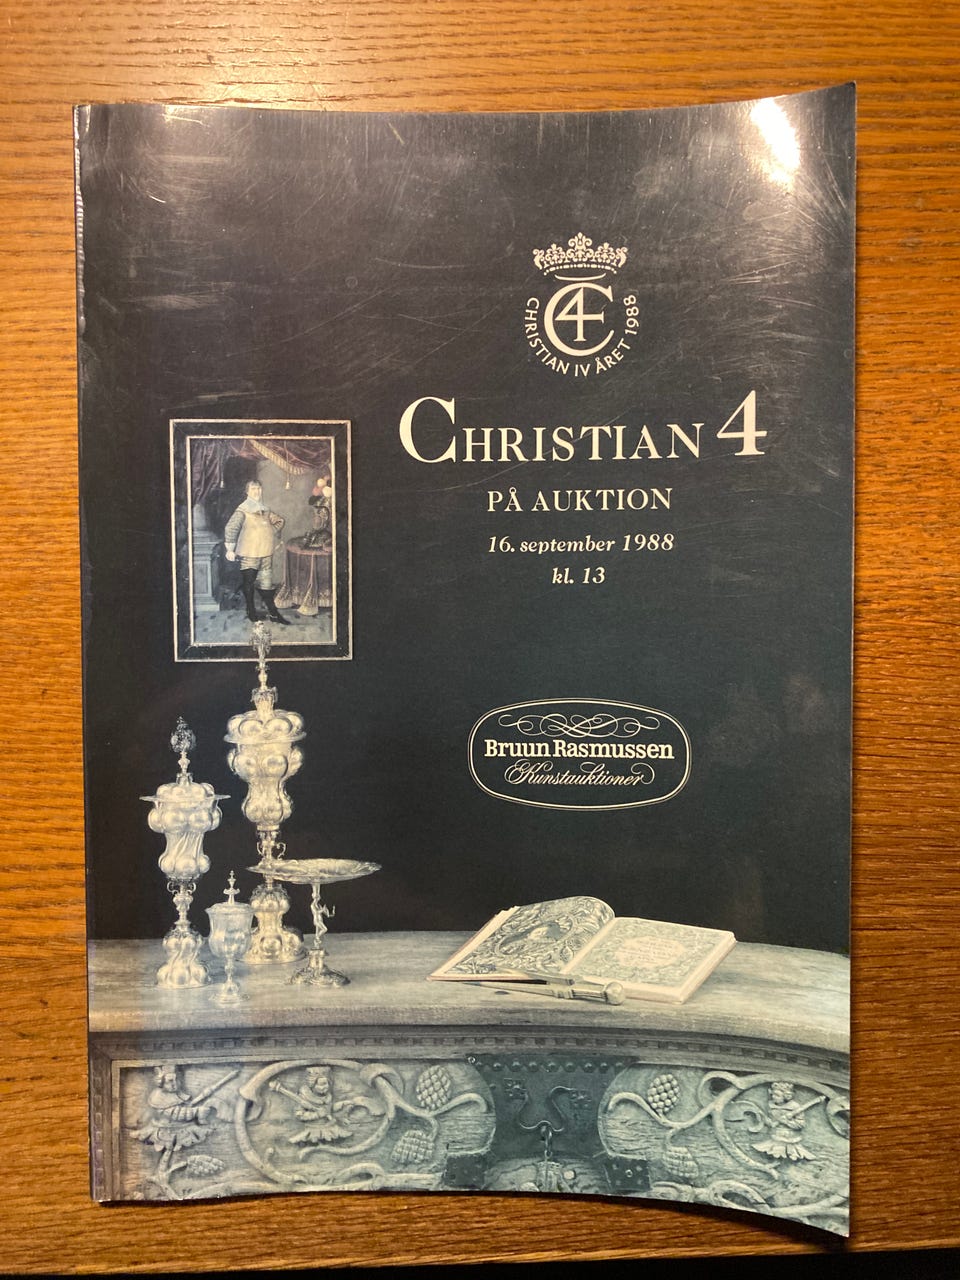 C4
CHRISTIAN IV ÅRET 1988
CHRISTIAN 4
PÅ AUKTION
16. september 1988
kl. 13
Bruun Rasmussen
Kunstauktioner